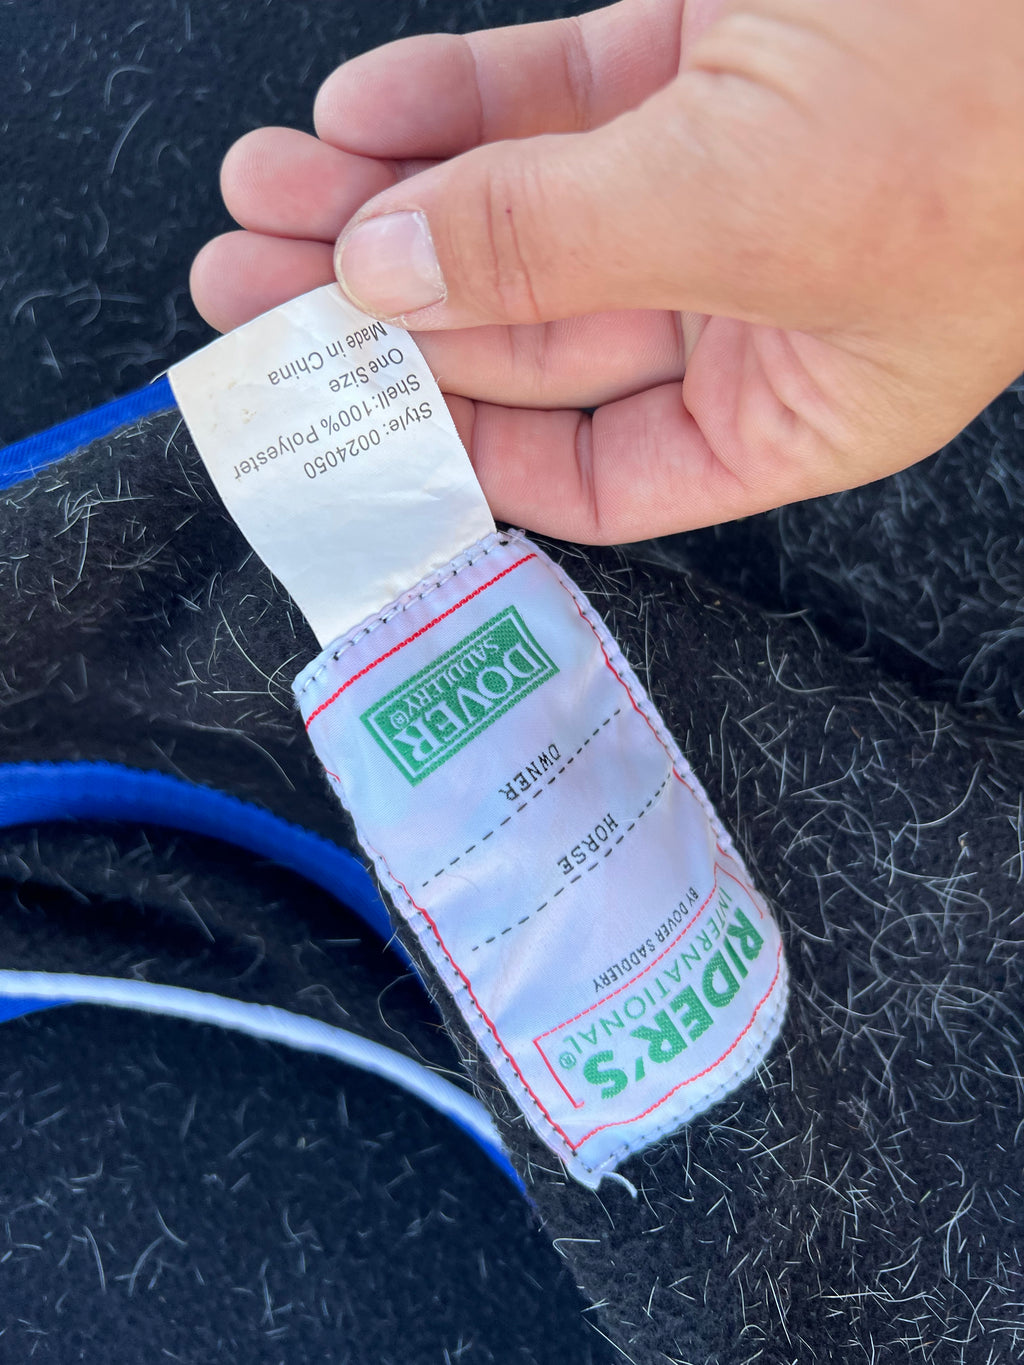 RIDER'S
INTERNATIONAL®
BY DOVER SADDLERY
HORSE
OWNER
DOVER
SADDLERY®
Style: 0024050
Shell:100% Polyester
One Size
Made in China